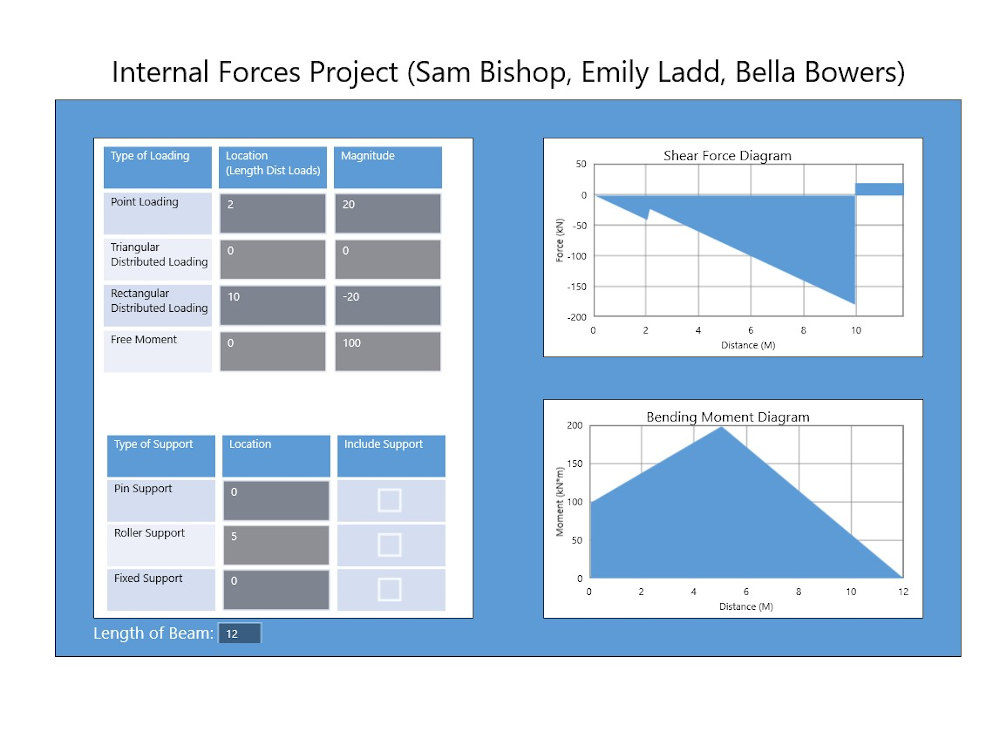 Internal Forces Project (Sam Bishop, Emily Ladd, Bella Bowers)
Type of Loading
Location
(Length Dist Loads)
Magnitude
Point Loading
2
20
Triangular
Distributed Loading
0
0
Rectangular
Distributed Loading
10
-20
Free Moment
0
100
Type of Support
Location
Include Support
Pin Support
0
Roller Support
5
Fixed Support
0
Length of Beam: 12
Shear Force Diagram
50
0
-50
-100
-150
-200
Force (kN)
0 2 4 6 8 10
Distance (M)
Bending Moment Diagram
200
150
100
50
0
Moment (kN*m)
0 2 4 6 8 10 12
Distance (M)